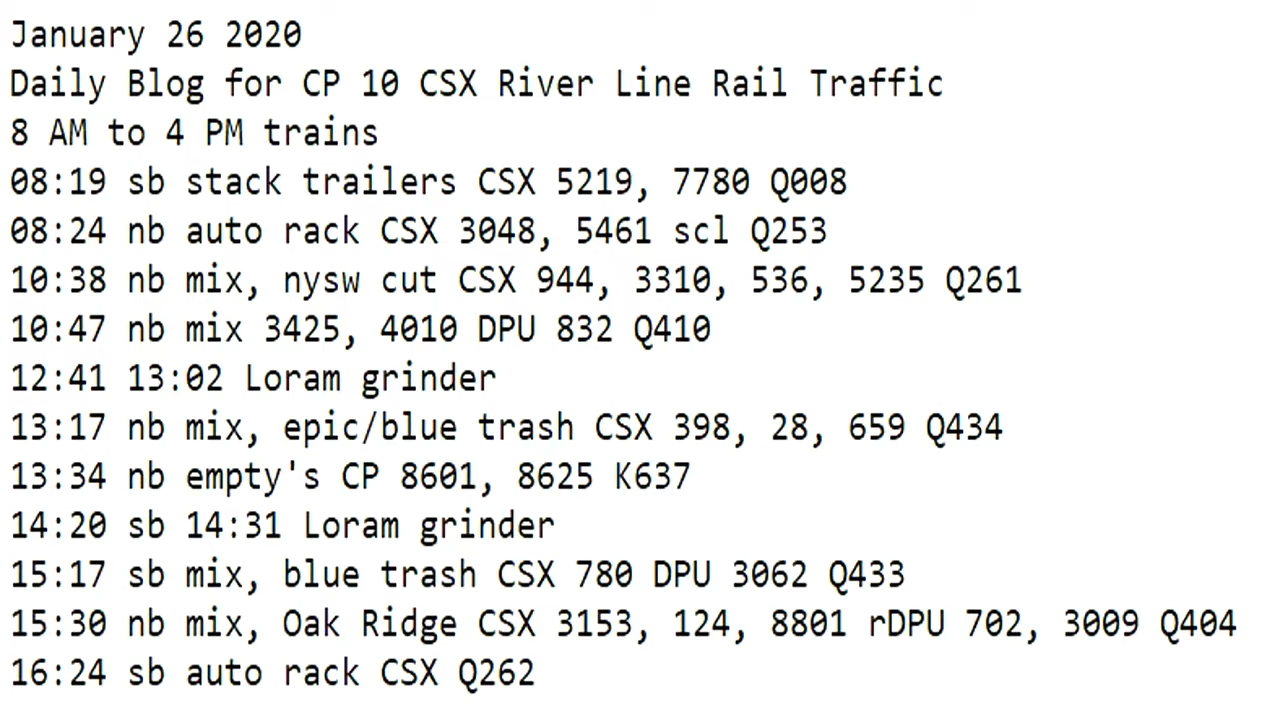 January 26 2020
Daily Blog for CP 10 CSX River Line Rail Traffic
8 AM to 4 PM trains
08:19 sb stack trailers CSX 5219, 7780 Q008
08:24 nb auto rack CSX 3048, 5461 scl Q253
10:38 nb mix, nysw cut CSX 944, 3310, 536, 5235 Q261
10:47 nb mix 3425, 4010 DPU 832 Q410
12:41 13:02 Loram grinder
13:17 nb mix, epic/blue trash CSX 398, 28, 659 Q434
13:34 nb empty's CP 8601, 8625 K637
14:20 sb 14:31 Loram grinder
15:17 sb mix, blue trash CSX 780 DPU 3062 Q433
15:30 nb mix, Oak Ridge CSX 3153, 124, 8801 rDPU 702, 3009 Q404
16:24 sb auto rack CSX Q262